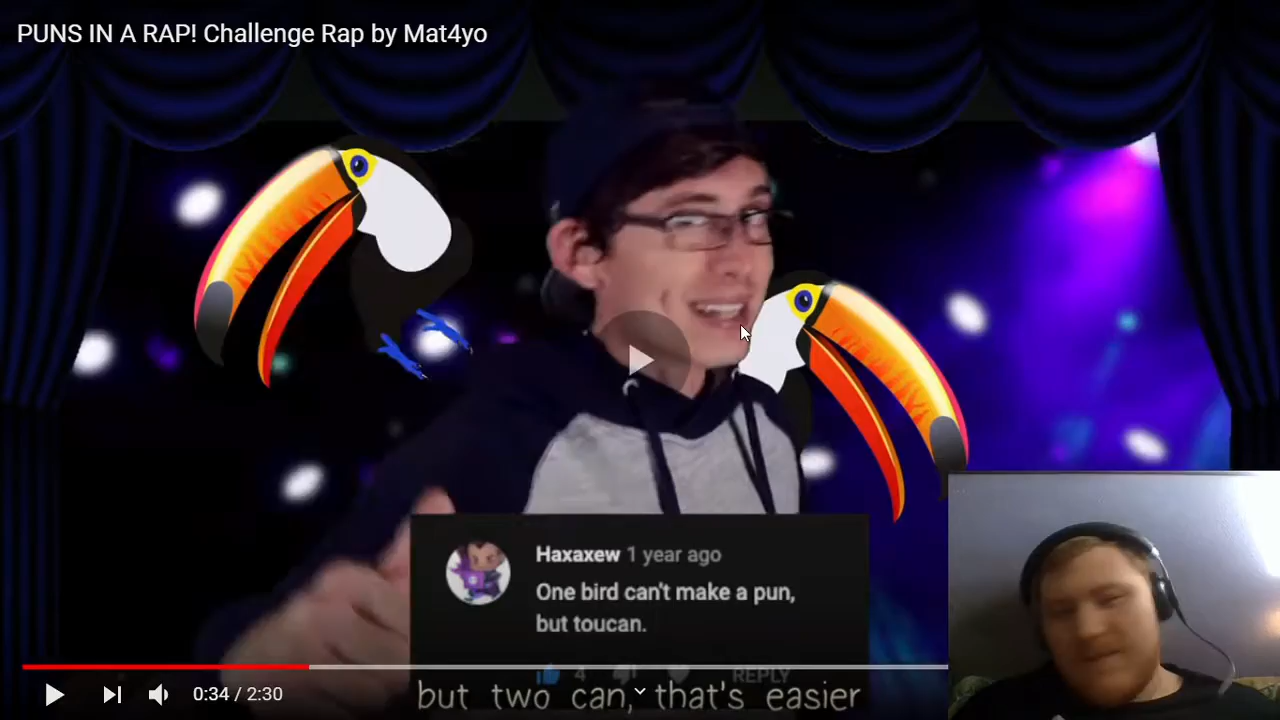 PUNS IN A RAP! Challenge Rap by Mat4yo
Haxaxew 1 year ago
One bird can't make a pun,
but toucan.
4 REPLY
but two can, that's easier
0:34 / 2:30